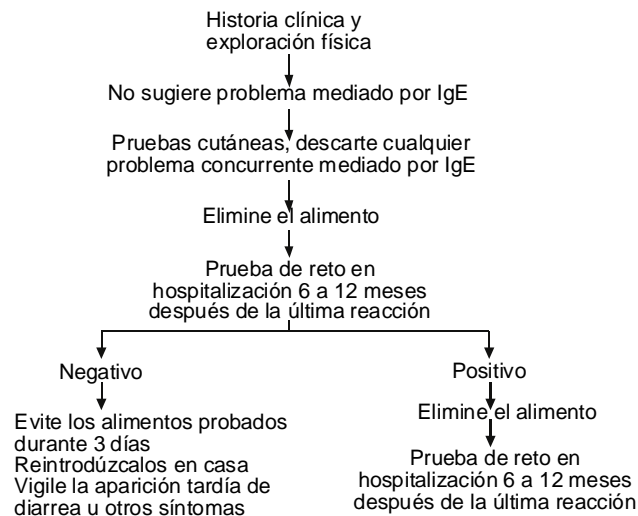 Historia clínica y
exploración física
No sugiere problema mediado por IgE
Pruebas cutáneas, descarte cualquier
problema concurrente mediado por IgE
Elimine el alimento
Prueba de reto en
hospitalización 6 a 12 meses
después de la última reacción
Negativo
Evite los alimentos probados
durante 3 días
Reintrodúzcalos en casa
Vigile la aparición tardía de
diarrea u otros síntomas
Positivo
Elimine el alimento
Prueba de reto en
hospitalización 6 a 12 meses
después de la última reacción